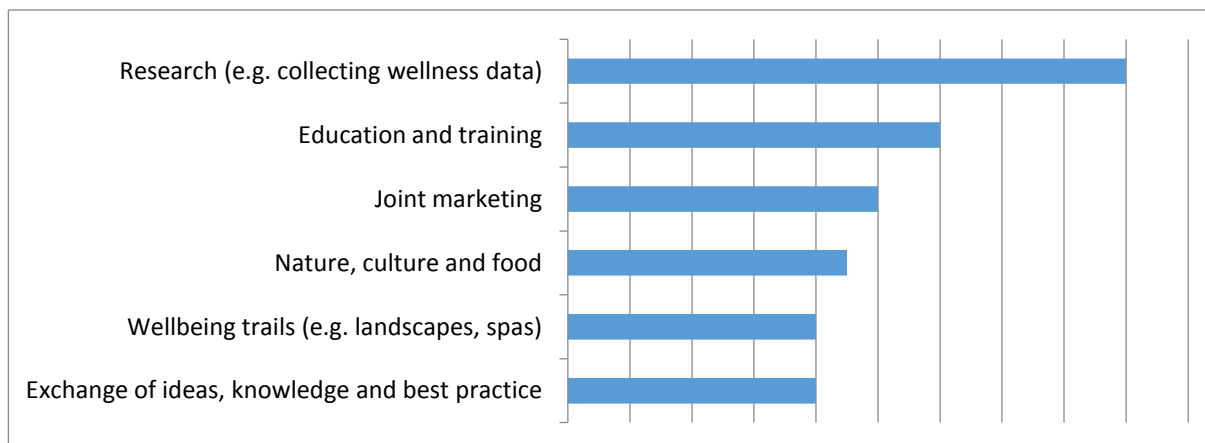 Research (e.g. collecting wellness data)
Education and training
Joint marketing
Nature, culture and food
Wellbeing trails (e.g. landscapes, spas)
Exchange of ideas, knowledge and best practice